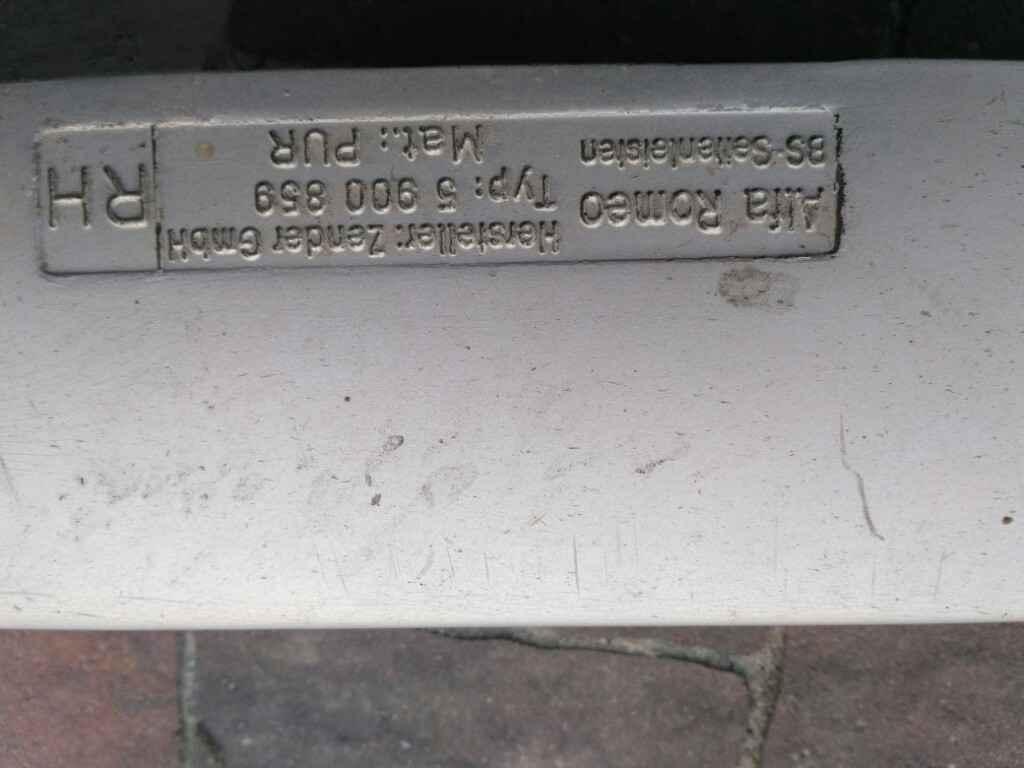 Alfa Romeo
BS-Seitenleisten
Hersteller: Zender GmbH
Typ: 5 900 859
Mat.: PUR
RH